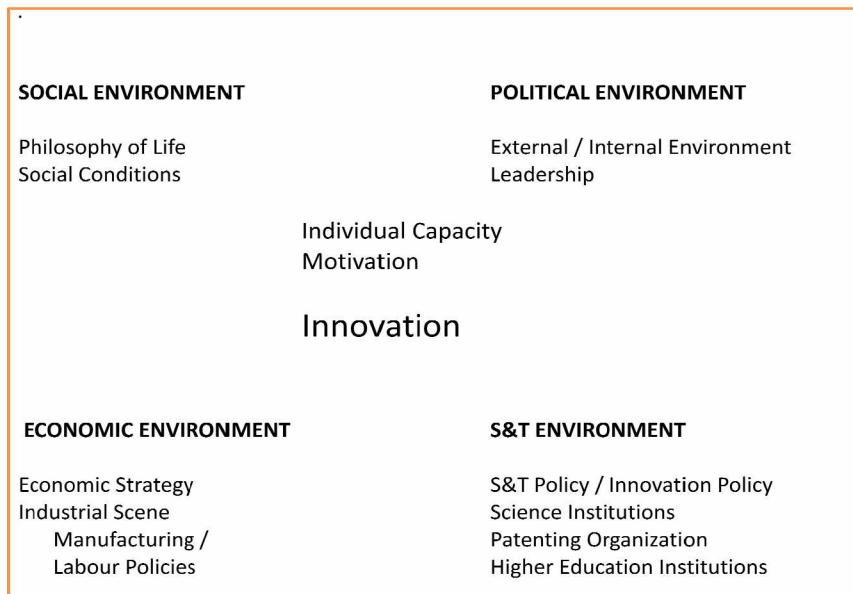 SOCIAL ENVIRONMENT
POLITICAL ENVIRONMENT
Philosophy of Life
Social Conditions
External / Internal Environment
Leadership
Individual Capacity
Motivation
Innovation
ECONOMIC ENVIRONMENT
S&T ENVIRONMENT
Economic Strategy
Industrial Scene
Manufacturing /
Labour Policies
S&T Policy / Innovation Policy
Science Institutions
Patenting Organization
Higher Education Institutions